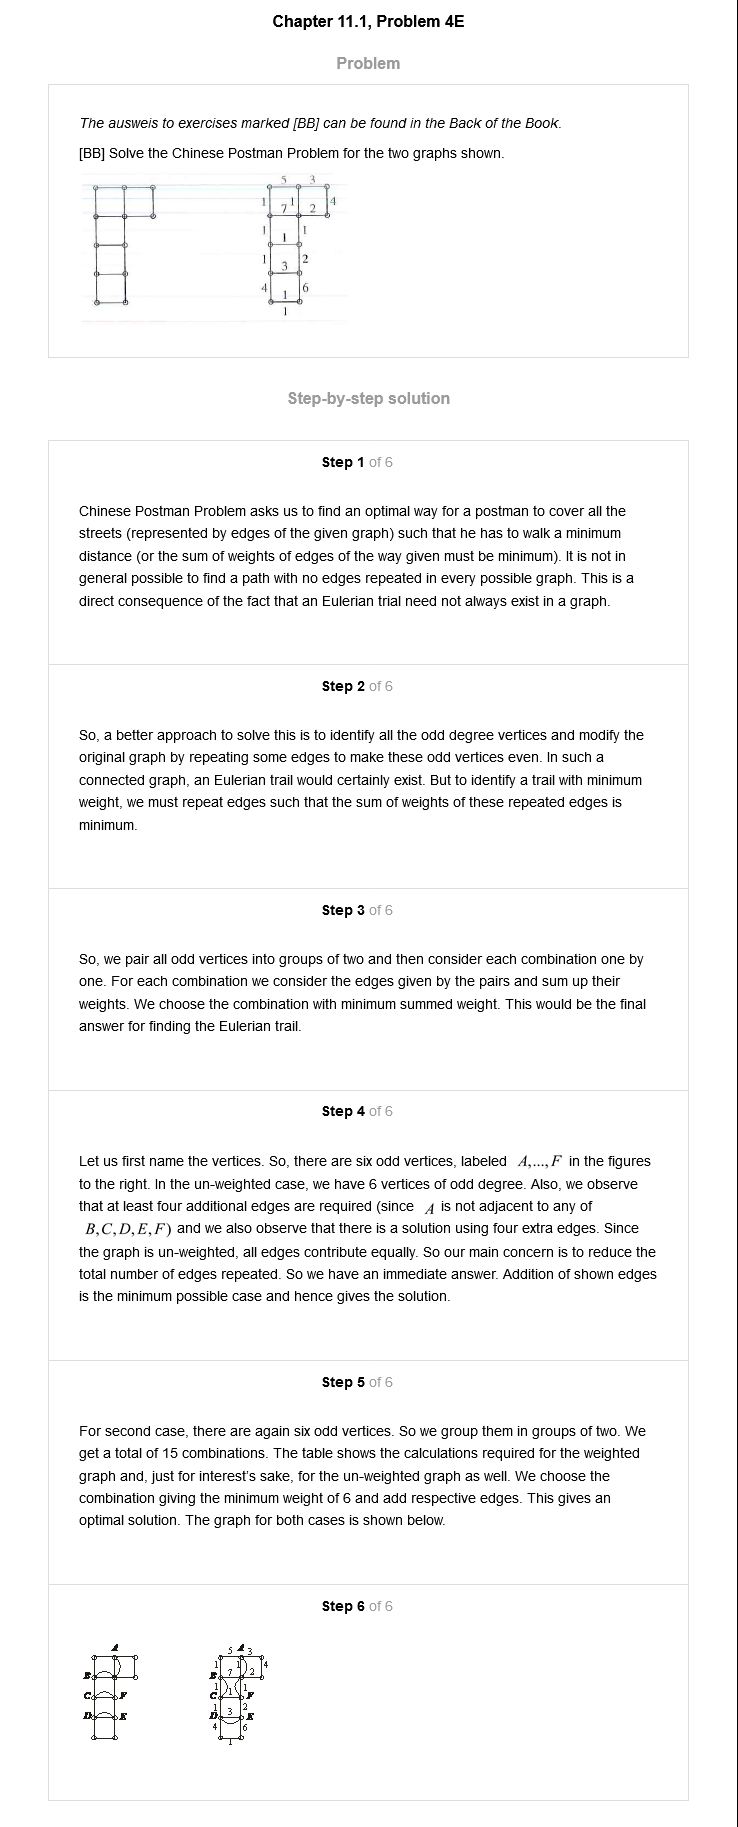 Chapter 11.1, Problem 4E
Problem
The ausweis to exercises marked [BB] can be found in the Back of the Book.
[BB] Solve the Chinese Postman Problem for the two graphs shown.
5 3
1 7 1 2 4
1 1 1
1 3 2
4 1 6
1
Step-by-step solution
Step 1 of 6
Chinese Postman Problem asks us to find an optimal way for a postman to cover all the
streets (represented by edges of the given graph) such that he has to walk a minimum
distance (or the sum of weights of edges of the way given must be minimum). It is not in
general possible to find a path with no edges repeated in every possible graph. This is a
direct consequence of the fact that an Eulerian trial need not always exist in a graph.
Step 2 of 6
So, a better approach to solve this is to identify all the odd degree vertices and modify the
original graph by repeating some edges to make these odd vertices even. In such a
connected graph, an Eulerian trail would certainly exist. But to identify a trail with minimum
weight, we must repeat edges such that the sum of weights of these repeated edges is
minimum.
Step 3 of 6
So, we pair all odd vertices into groups of two and then consider each combination one by
one. For each combination we consider the edges given by the pairs and sum up their
weights. We choose the combination with minimum summed weight. This would be the final
answer for finding the Eulerian trail.
Step 4 of 6
Let us first name the vertices. So, there are six odd vertices, labeled A,...,F in the figures
to the right. In the un-weighted case, we have 6 vertices of odd degree. Also, we observe
that at least four additional edges are required (since A is not adjacent to any of
B,C,D,E,F) and we also observe that there is a solution using four extra edges. Since
the graph is un-weighted, all edges contribute equally. So our main concern is to reduce the
total number of edges repeated. So we have an immediate answer. Addition of shown edges
is the minimum possible case and hence gives the solution.
Step 5 of 6
For second case, there are again six odd vertices. So we group them in groups of two. We
get a total of 15 combinations. The table shows the calculations required for the weighted
graph and, just for interest's sake, for the un-weighted graph as well. We choose the
combination giving the minimum weight of 6 and add respective edges. This gives an
optimal solution. The graph for both cases is shown below.
Step 6 of 6
A 5 A 3
1 1 4
B B 7 2
1 1
C F C 1 F
1 2
D E D 3 E
4 6
1